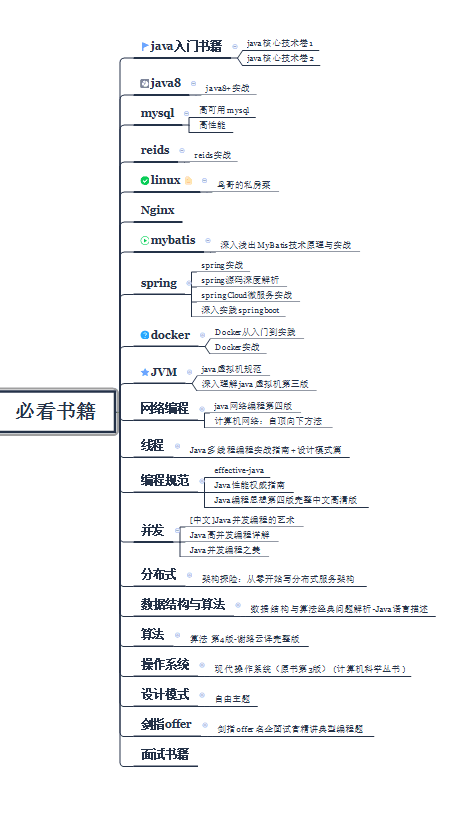 java入门书籍
java核心技术卷1
java核心技术卷2
java8
java8+实战
mysql
高可用mysql
高性能
reids
reids实战
linux
鸟哥的私房菜
Nginx
mybatis
深入浅出MyBatis技术原理与实战
spring
spring实战
spring源码深度解析
springCloud微服务实战
深入实践springboot
docker
Docker从入门到实践
Docker实战
JVM
java虚拟机规范
深入理解java虚拟机第三版
必看书籍
网络编程
java网络编程第四版
计算机网络：自顶向下方法
线程
Java多线程编程实战指南+设计模式篇
编程规范
effective-java
Java性能权威指南
Java编程思想第四版完整中文高清版
并发
[中文]Java并发编程的艺术
Java高并发编程详解
Java并发编程之美
分布式
架构探险：从零开始写分布式服务架构
数据结构与算法
数据结构与算法经典问题解析-Java语言描述
算法
算法 第4版-谢路云译完整版
操作系统
现代操作系统（原书第3版） (计算机科学丛书)
设计模式
自由主题
剑指offer
剑指offer 名企面试官精讲典型编程题
面试书籍